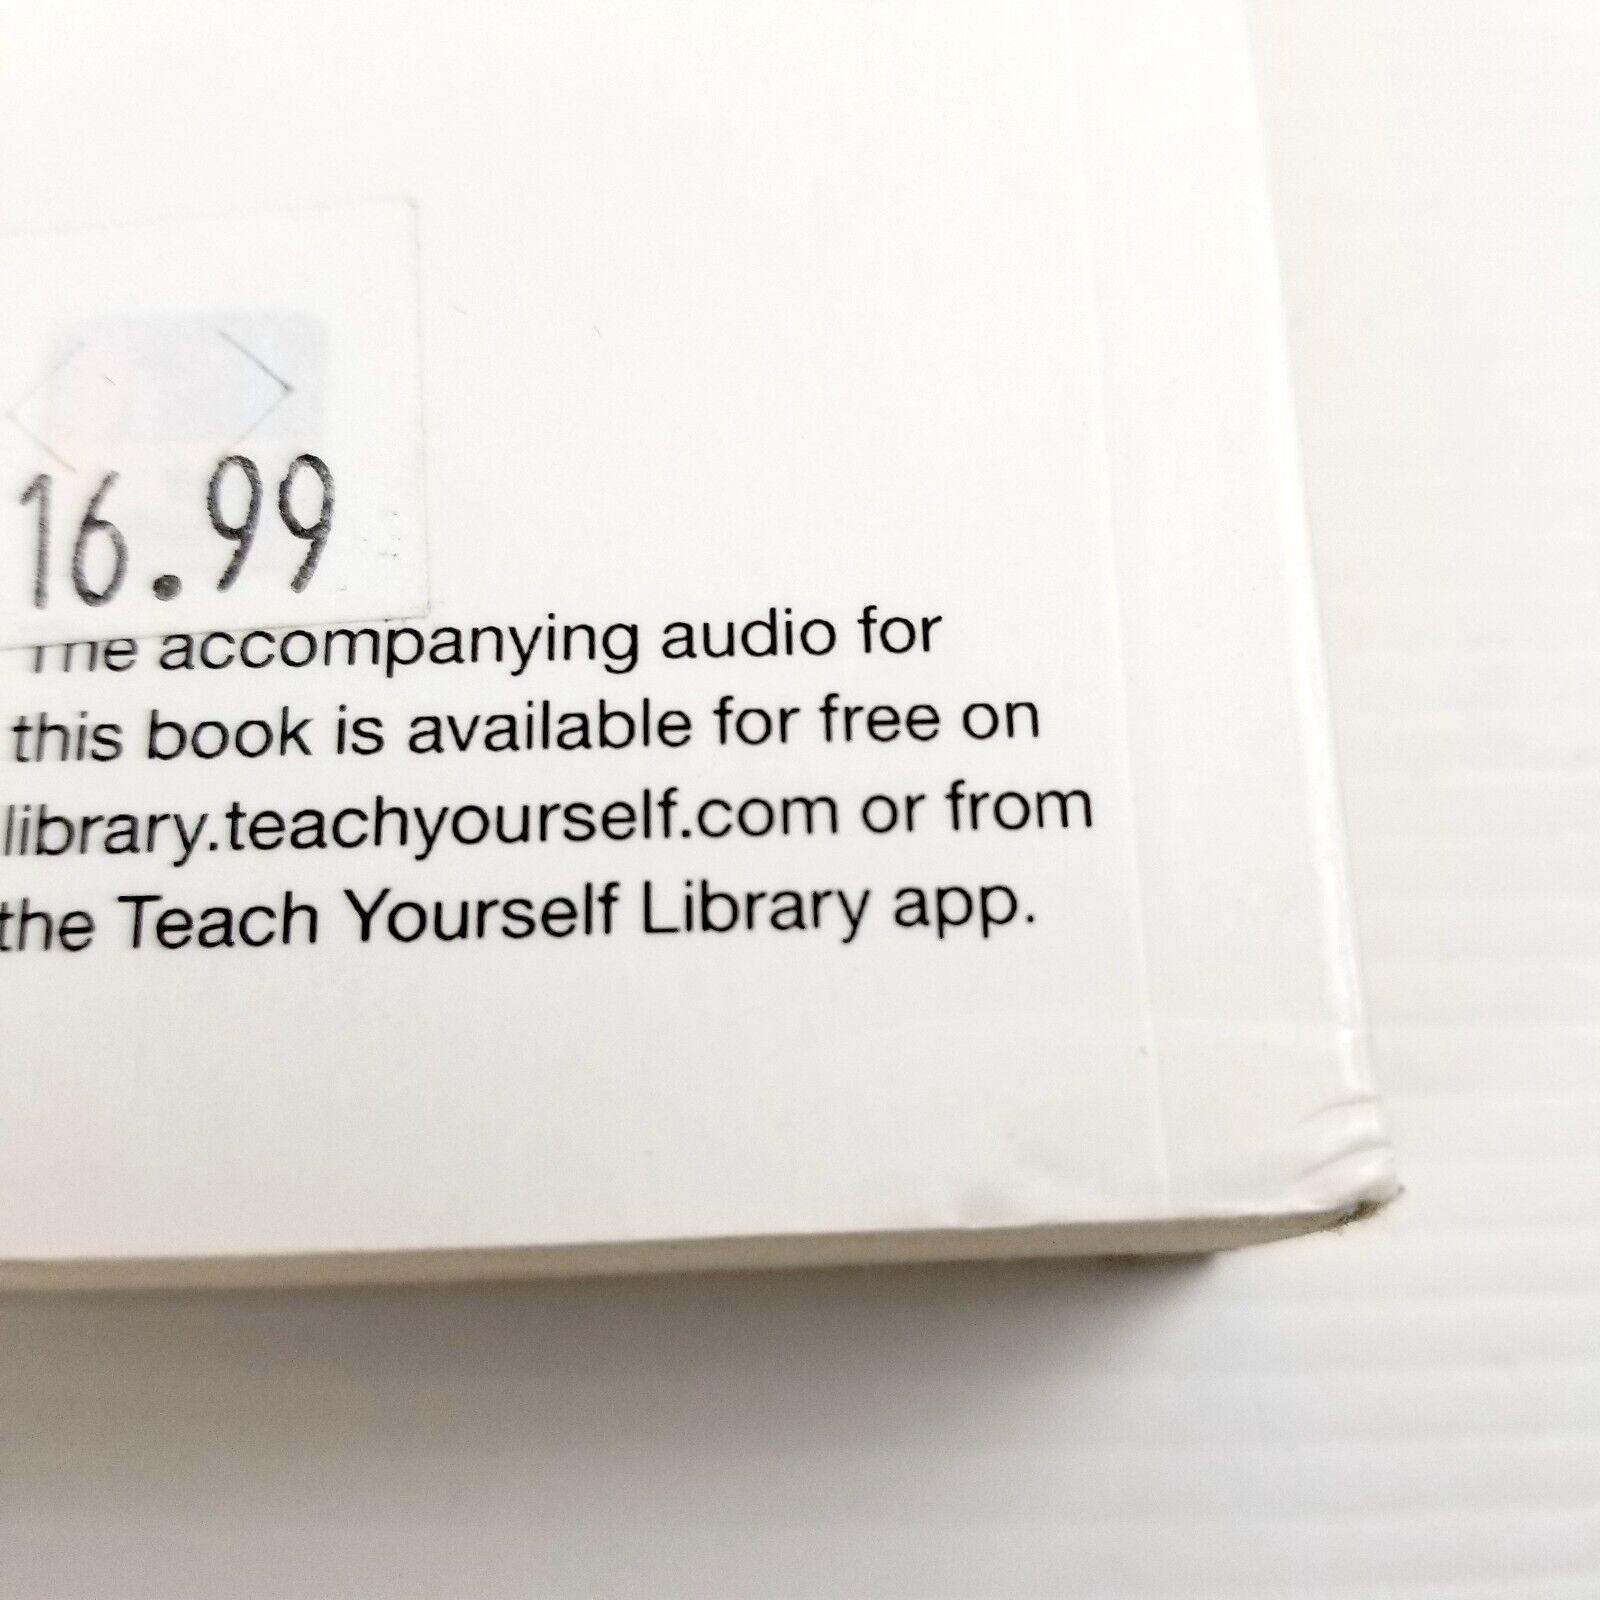 16.99
The accompanying audio for
this book is available for free on
library.teachyourself.com or from
the Teach Yourself Library app.